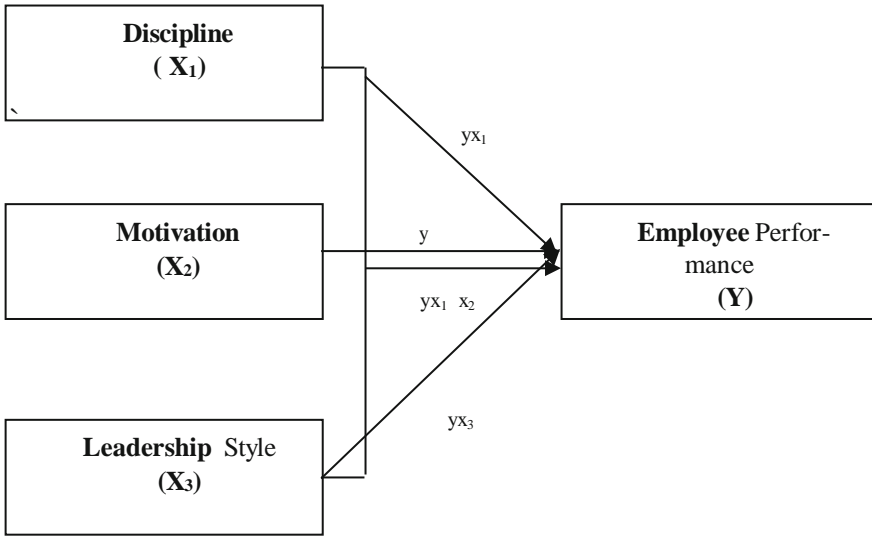 Discipline
( X₁)
`
yx₁
Motivation
(X₂)
y
Employee Perfor-
mance
(Y)
yx₁ x₂
yx₃
Leadership Style
(X₃)